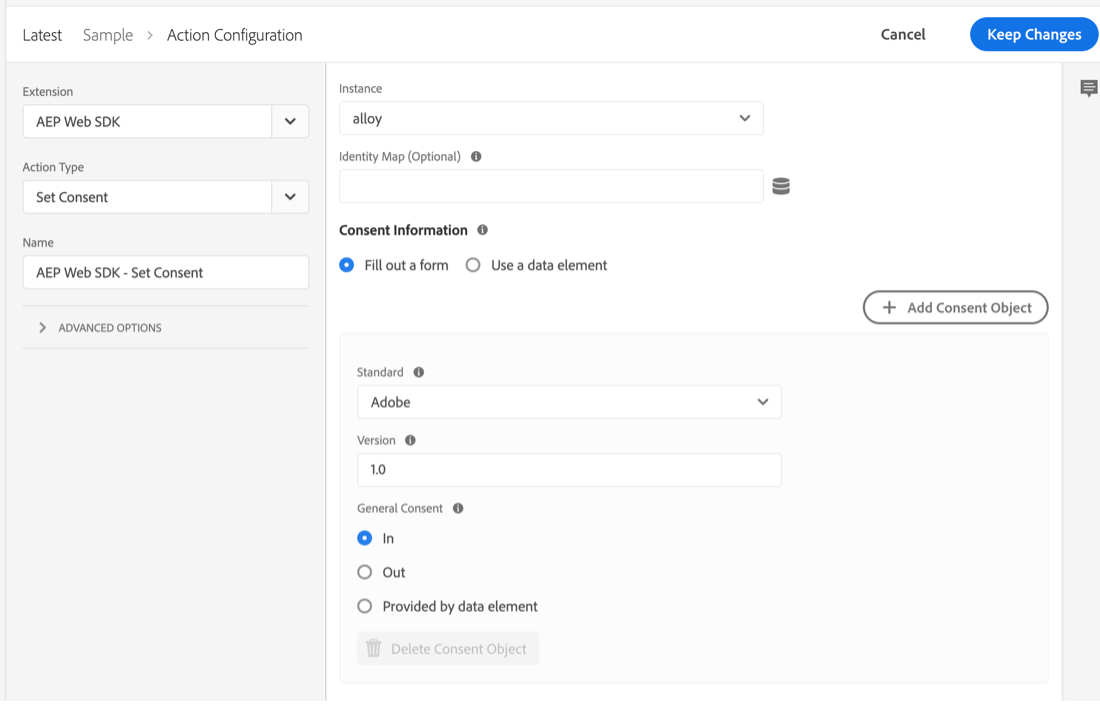 Latest Sample > Action Configuration Cancel Keep Changes
Extension
AEP Web SDK
Action Type
Set Consent
Name
AEP Web SDK - Set Consent
ADVANCED OPTIONS
Instance
alloy
Identity Map (Optional)
Consent Information
Fill out a form Use a data element
+ Add Consent Object
Standard
Adobe
Version
1.0
General Consent
In
Out
Provided by data element
Delete Consent Object